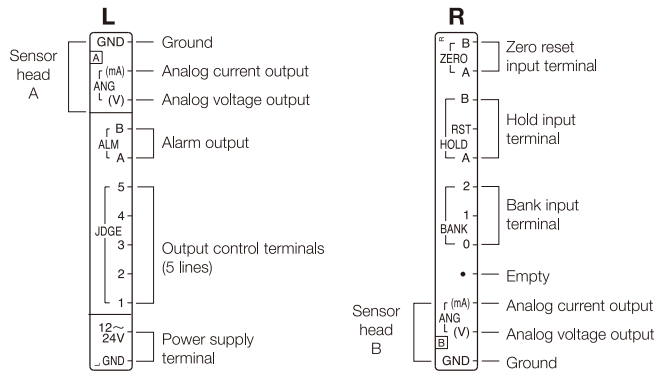 L
Sensor
head
A
GND
Ground
A
(mA)
Analog current output
ANG
(V)
Analog voltage output
B
ALM
A
Alarm output
5
4
JDGE
3
2
1
Output control terminals
(5 lines)
12～
24V
GND
Power supply
terminal
R
R
B
ZERO
A
Zero reset
input terminal
B
RST
HOLD
A
Hold input
terminal
2
1
BANK
0
Bank input
terminal
•
Empty
Sensor
head
B
(mA)
Analog current output
ANG
(V)
Analog voltage output
B
GND
Ground